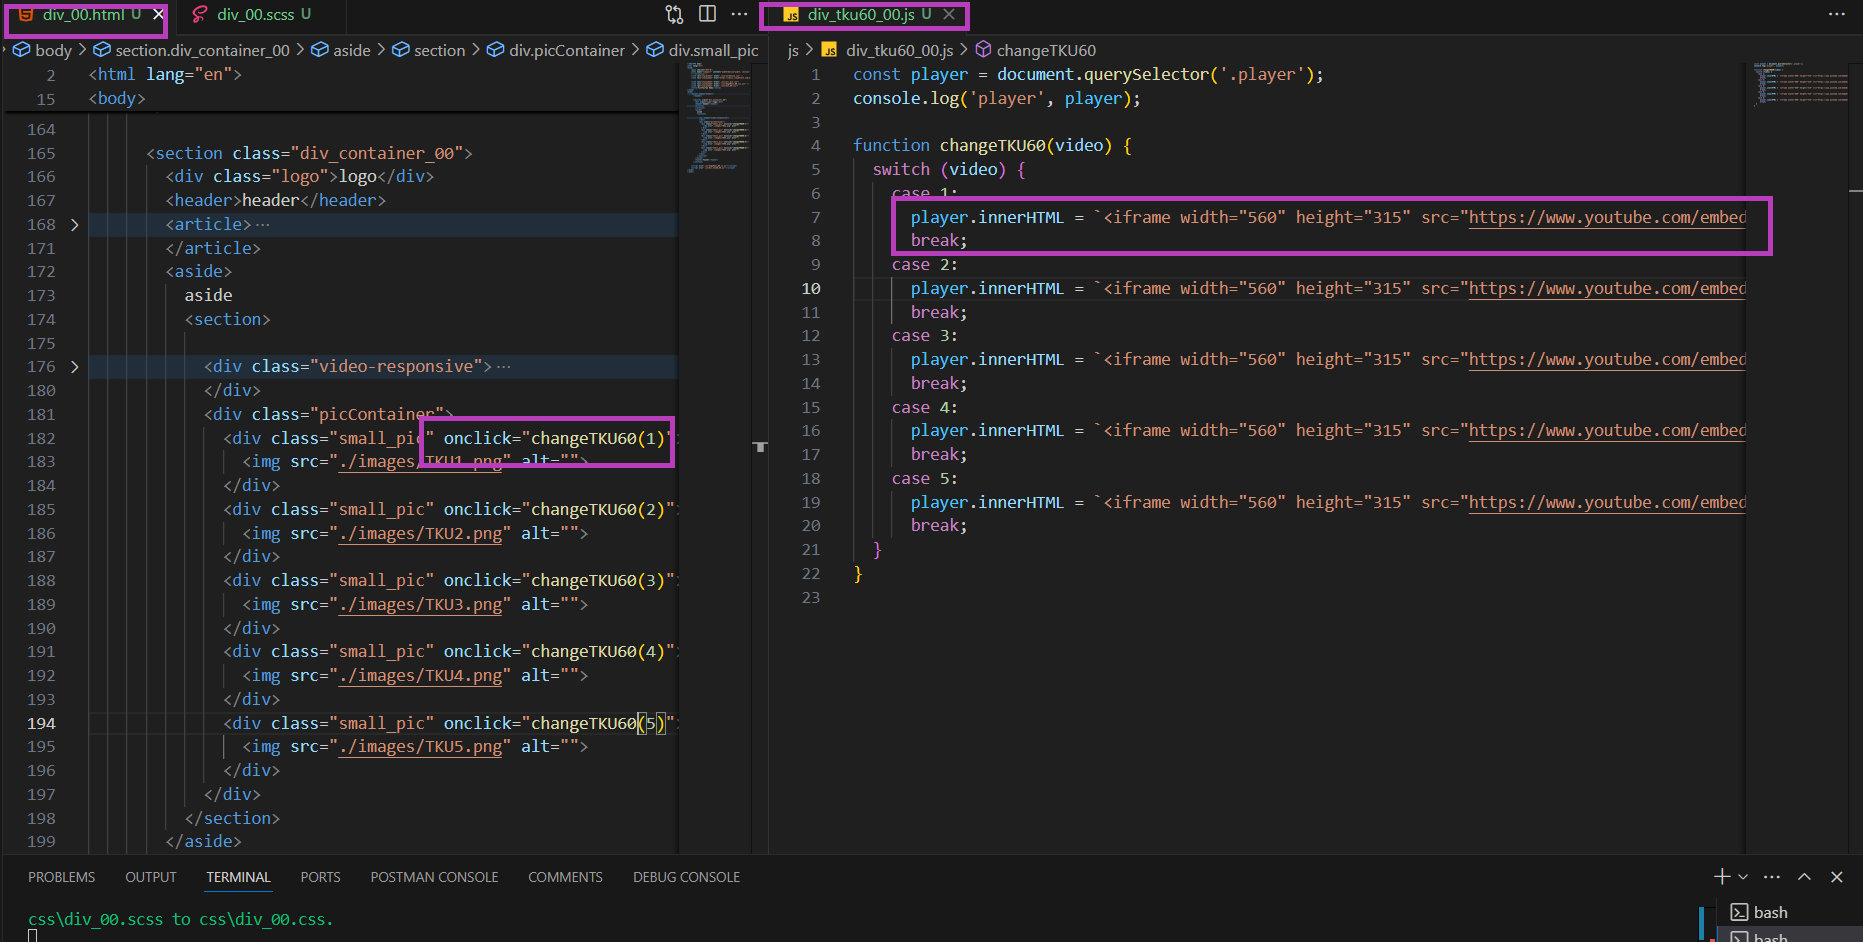 div_00.html U
div_00.scss U
div_tku60_00.js U
body > section.div_container_00 > aside > section > div.picContainer > div.small_pic
js > div_tku60_00.js > changeTKU60
2 <html lang="en">
15 <body>
164
165 <section class="div_container_00">
166 <div class="logo">logo</div>
167 <header>header</header>
168 <article>…
171 </article>
172 <aside>
173 aside
174 <section>
175
176 <div class="video-responsive">…
180 </div>
181 <div class="picContainer">
182 <div class="small_pic" onclick="changeTKU60(1)">
183 <img src="./images/TKU1.png" alt="">
184 </div>
185 <div class="small_pic" onclick="changeTKU60(2)">
186 <img src="./images/TKU2.png" alt="">
187 </div>
188 <div class="small_pic" onclick="changeTKU60(3)">
189 <img src="./images/TKU3.png" alt="">
190 </div>
191 <div class="small_pic" onclick="changeTKU60(4)">
192 <img src="./images/TKU4.png" alt="">
193 </div>
194 <div class="small_pic" onclick="changeTKU60(5)">
195 <img src="./images/TKU5.png" alt="">
196 </div>
197 </div>
198 </section>
199 </aside>
1 const player = document.querySelector('.player');
2 console.log('player', player);
3
4 function changeTKU60(video) {
5 switch (video) {
6 case 1:
7 player.innerHTML = `<iframe width="560" height="315" src="https://www.youtube.com/embed
8 break;
9 case 2:
10 player.innerHTML = `<iframe width="560" height="315" src="https://www.youtube.com/embed
11 break;
12 case 3:
13 player.innerHTML = `<iframe width="560" height="315" src="https://www.youtube.com/embed
14 break;
15 case 4:
16 player.innerHTML = `<iframe width="560" height="315" src="https://www.youtube.com/embed
17 break;
18 case 5:
19 player.innerHTML = `<iframe width="560" height="315" src="https://www.youtube.com/embed
20 break;
21 }
22 }
23
PROBLEMS OUTPUT TERMINAL PORTS POSTMAN CONSOLE COMMENTS DEBUG CONSOLE
css\div_00.scss to css\div_00.css.
bash
bash